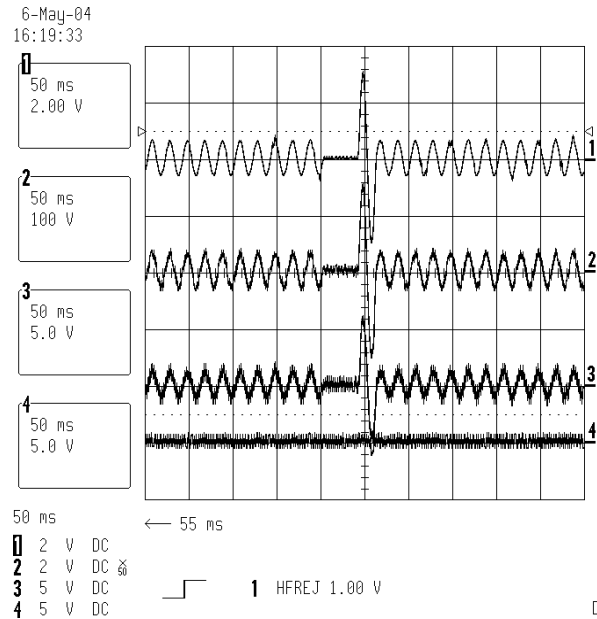 6-May-04
16:19:33
1
50 ms
2.00 V
2
50 ms
100 V
3
50 ms
5.0 V
4
50 ms
5.0 V
1
2
3
4
50 ms
← 55 ms
1 2 V DC
2 2 V DC ×50
3 5 V DC
4 5 V DC
1 HFREJ 1.00 V